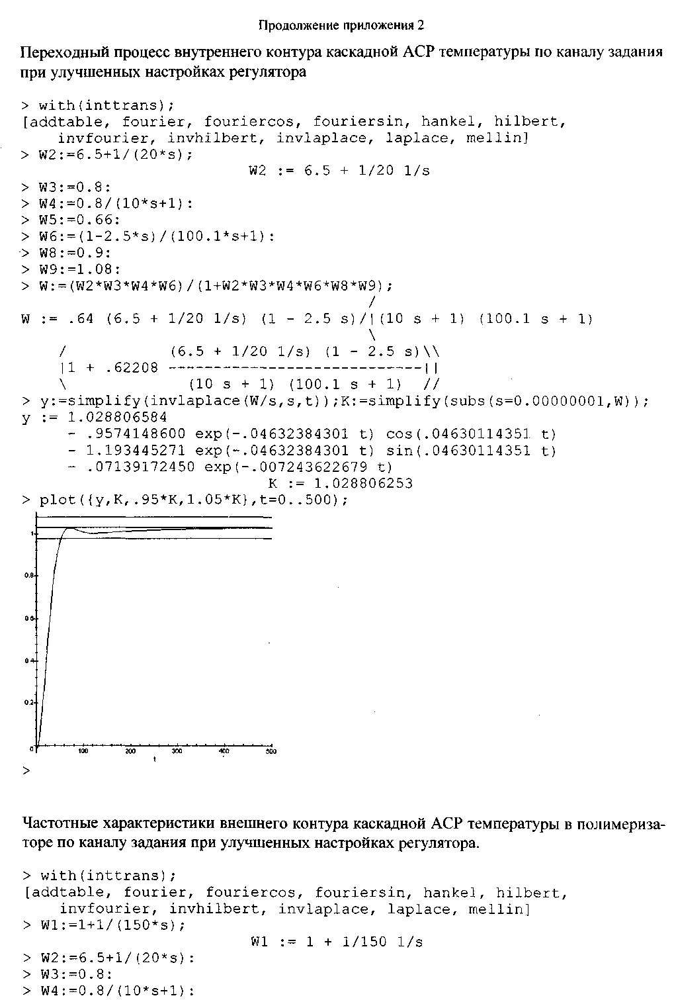 Продолжение приложения 2
Переходный процесс внутреннего контура каскадной АСР температуры по каналу задания
при улучшенных настройках регулятора
> with(inttrans);
[addtable, fourier, fouriercos, fouriersin, hankel, hilbert,
invfourier, invhilbert, invlaplace, laplace, mellin]
> W2:=6.5+1/(20*s);
W2 := 6.5 + 1/20 1/s
> W3:=0.8:
> W4:=0.8/(10*s+1):
> W5:=0.66:
> W6:=(1-2.5*s)/(100.1*s+1):
> W8:=0.9:
> W9:=1.08:
> W:=(W2*W3*W4*W6)/(1+W2*W3*W4*W6*W8*W9);
/
W := .64 (6.5 + 1/20 1/s) (1 - 2.5 s)/|(10 s + 1) (100.1 s + 1)
\
/ (6.5 + 1/20 1/s) (1 - 2.5 s)\\
|1 + .62208 -----------------------------||
\ (10 s + 1) (100.1 s + 1) //
> y:=simplify(invlaplace(W/s,s,t));K:=simplify(subs(s=0.00000001,W));
y := 1.028806584
- .9574148600 exp(-.04632384301 t) cos(.04630114351 t)
- 1.193445271 exp(-.04632384301 t) sin(.04630114351 t)
- .07139172450 exp(-.007243622679 t)
K := 1.028806253
> plot({y,K,.95*K,1.05*K},t=0..500);
1
0.8
0.6
0.4
0.2
0 100 200 300 400 500
t
>
Частотные характеристики внешнего контура каскадной АСР температуры в полимериза-
торе по каналу задания при улучшенных настройках регулятора.
> with(inttrans);
[addtable, fourier, fouriercos, fouriersin, hankel, hilbert,
invfourier, invhilbert, invlaplace, laplace, mellin]
> W1:=1+1/(150*s);
W1 := 1 + 1/150 1/s
> W2:=6.5+1/(20*s):
> W3:=0.8:
> W4:=0.8/(10*s+1):